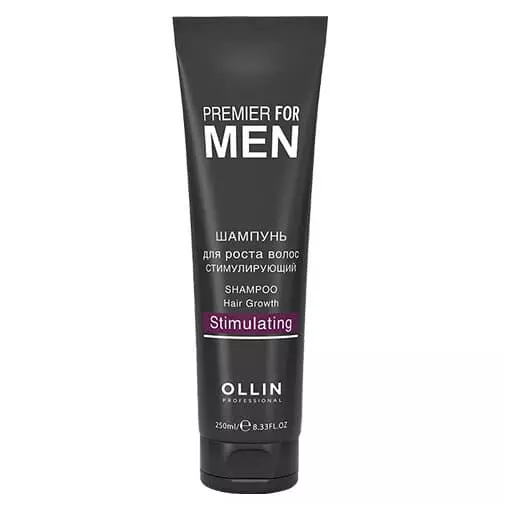 PREMIER FOR
MEN
ШАМПУНЬ
для роста волос
СТИМУЛИРУЮЩИЙ
SHAMPOO
Hair Growth
Stimulating
OLLIN
PROFESSIONAL
250ml/℮ 8.33FL.OZ